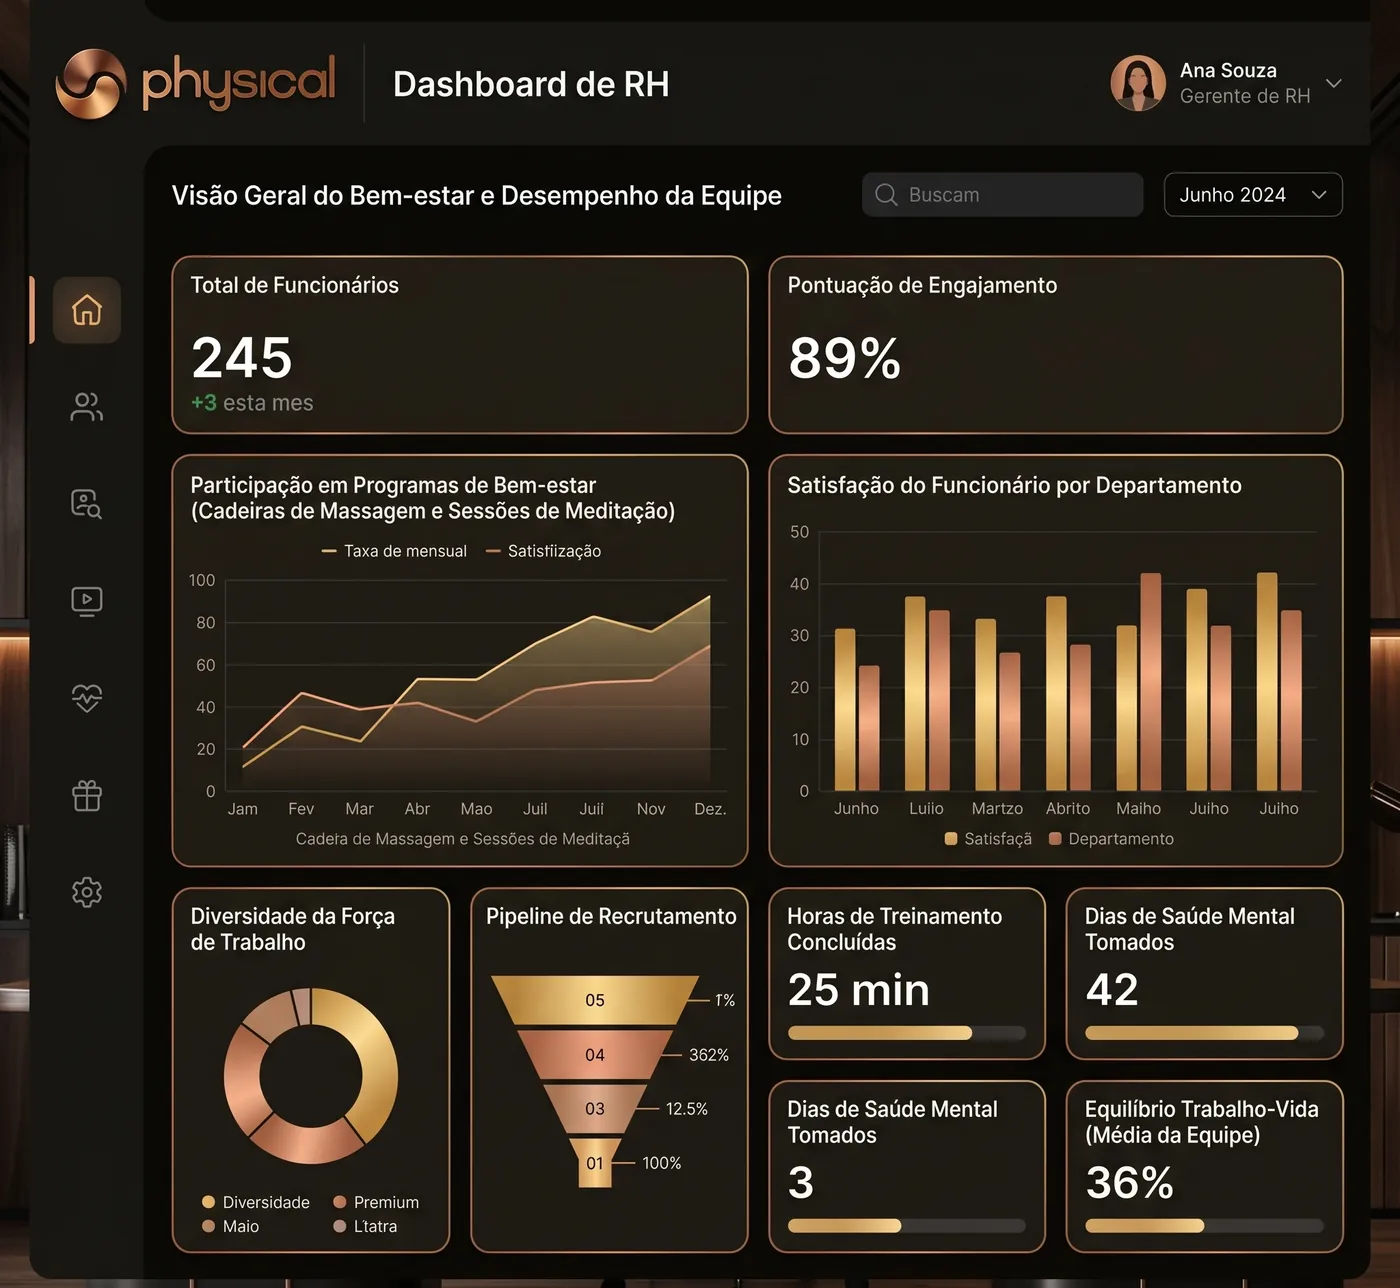 physical
Dashboard de RH
Ana Souza
Gerente de RH
Visão Geral do Bem-estar e Desempenho da Equipe
Buscam
Junho 2024
Total de Funcionários
245
+3 esta mes
Pontuação de Engajamento
89%
Participação em Programas de Bem-estar
(Cadeiras de Massagem e Sessões de Meditação)
Taxa de mensual
Satistlização
100
80
60
40
20
0
Jam Fev Mar Abr Mao Juil Juii Nov Dez.
Cadeira de Massagem e Sessões de Meditaçã
Satisfação do Funcionário por Departamento
50
40
30
20
10
0
Junho Luiio Martzo Abrito Maiho Juiho Juiho
Satisfaçã Departamento
Diversidade da Força
de Trabalho
Diversidade Premium
Maio L'tatra
Pipeline de Recrutamento
05 1%
04 362%
03 12.5%
01 100%
Horas de Treinamento
Concluídas
25 min
Dias de Saúde Mental
Tomados
42
Dias de Saúde Mental
Tomados
3
Equilíbrio Trabalho-Vida
(Média da Equipe)
36%